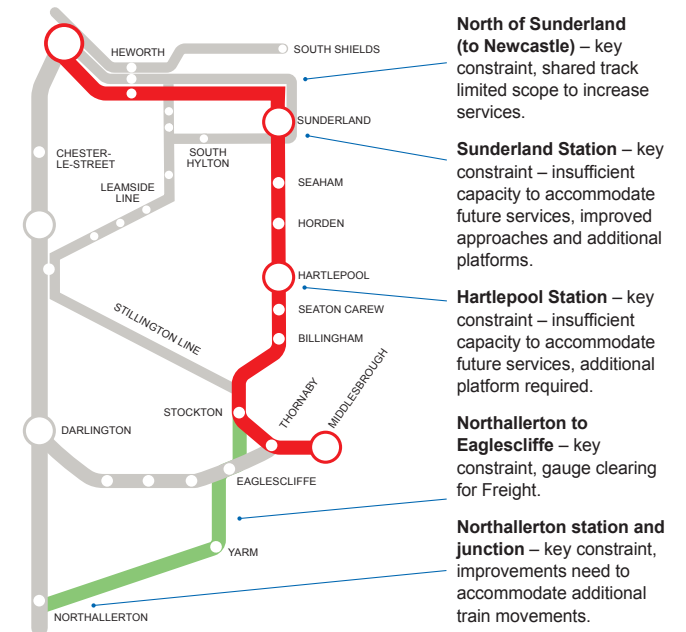 HEWORTH
SOUTH SHIELDS
SUNDERLAND
CHESTER-
LE-STREET
SOUTH
HYLTON
LEAMSIDE
LINE
SEAHAM
HORDEN
HARTLEPOOL
SEATON CAREW
STILLINGTON LINE
BILLINGHAM
THORNABY
MIDDLESBROUGH
STOCKTON
DARLINGTON
EAGLESCLIFFE
YARM
NORTHALLERTON
North of Sunderland
(to Newcastle) – key
constraint, shared track
limited scope to increase
services.
Sunderland Station – key
constraint – insufficient
capacity to accommodate
future services, improved
approaches and additional
platforms.
Hartlepool Station – key
constraint – insufficient
capacity to accommodate
future services, additional
platform required.
Northallerton to
Eaglescliffe – key
constraint, gauge clearing
for Freight.
Northallerton station and
junction – key constraint,
improvements need to
accommodate additional
train movements.